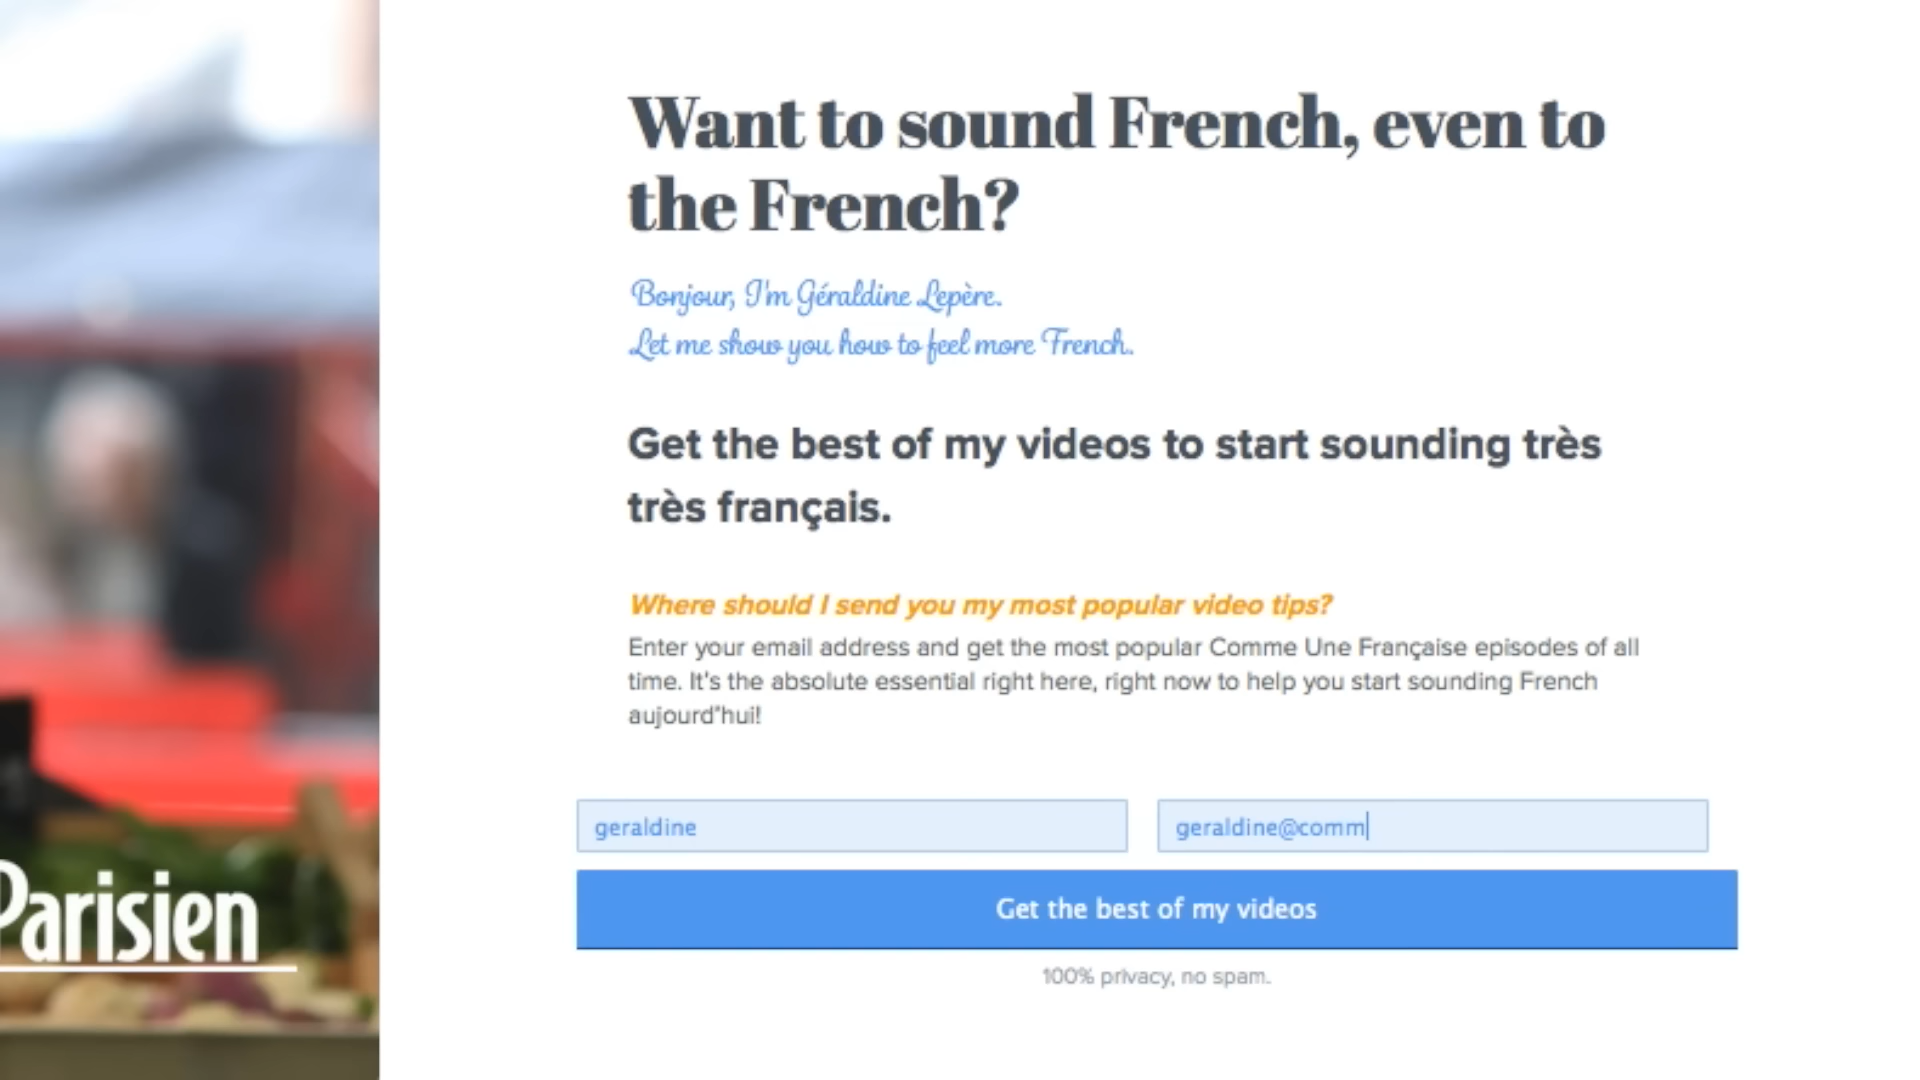 Want to sound French, even to
the French?
Bonjour, I'm Géraldine Lepère.
Let me show you how to feel more French.
Get the best of my videos to start sounding très
très français.
Where should I send you my most popular video tips?
Enter your email address and get the most popular Comme Une Française episodes of all
time. It's the absolute essential right here, right now to help you start sounding French
aujourd'hui!
geraldine
geraldine@comm
Get the best of my videos
100% privacy, no spam.
Parisien